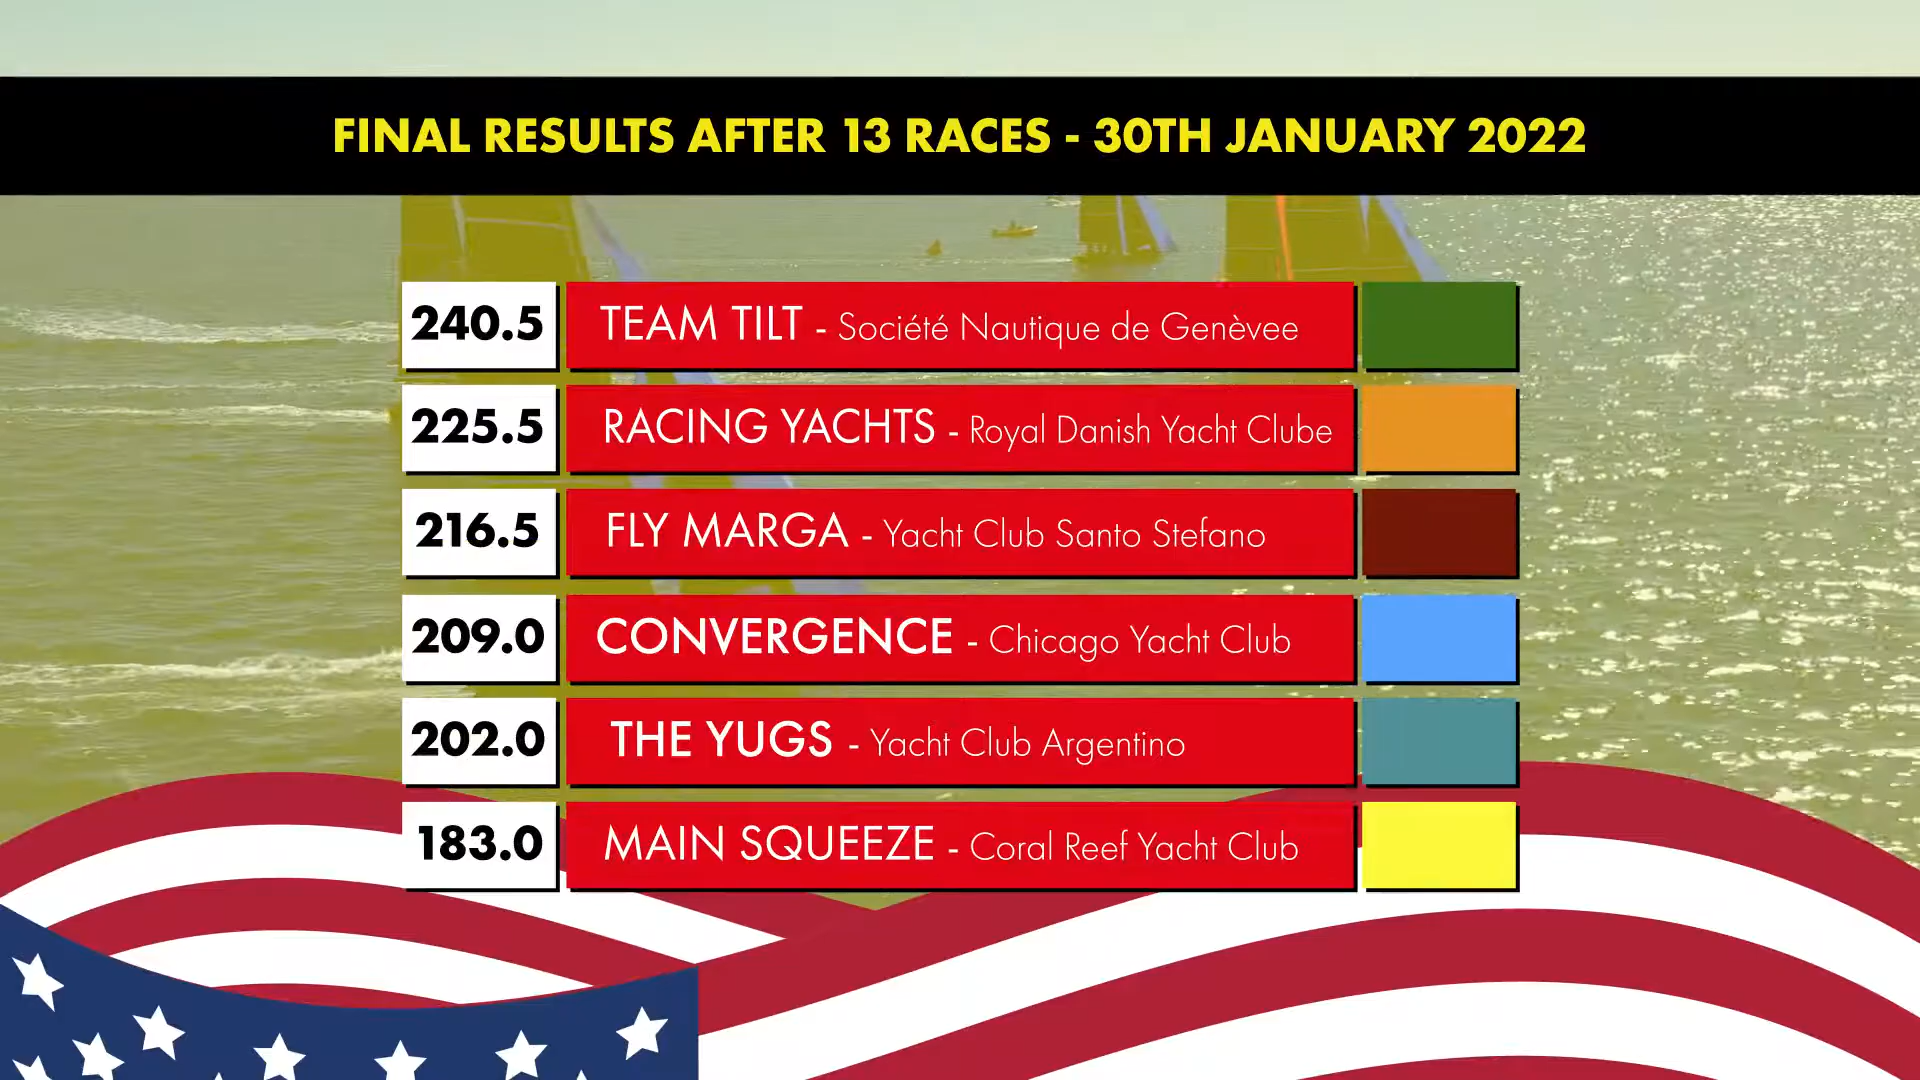 FINAL RESULTS AFTER 13 RACES - 30TH JANUARY 2022
240.5 TEAM TILT - Société Nautique de Genèvee
225.5 RACING YACHTS - Royal Danish Yacht Clube
216.5 FLY MARGA - Yacht Club Santo Stefano
209.0 CONVERGENCE - Chicago Yacht Club
202.0 THE YUGS - Yacht Club Argentino
183.0 MAIN SQUEEZE - Coral Reef Yacht Club